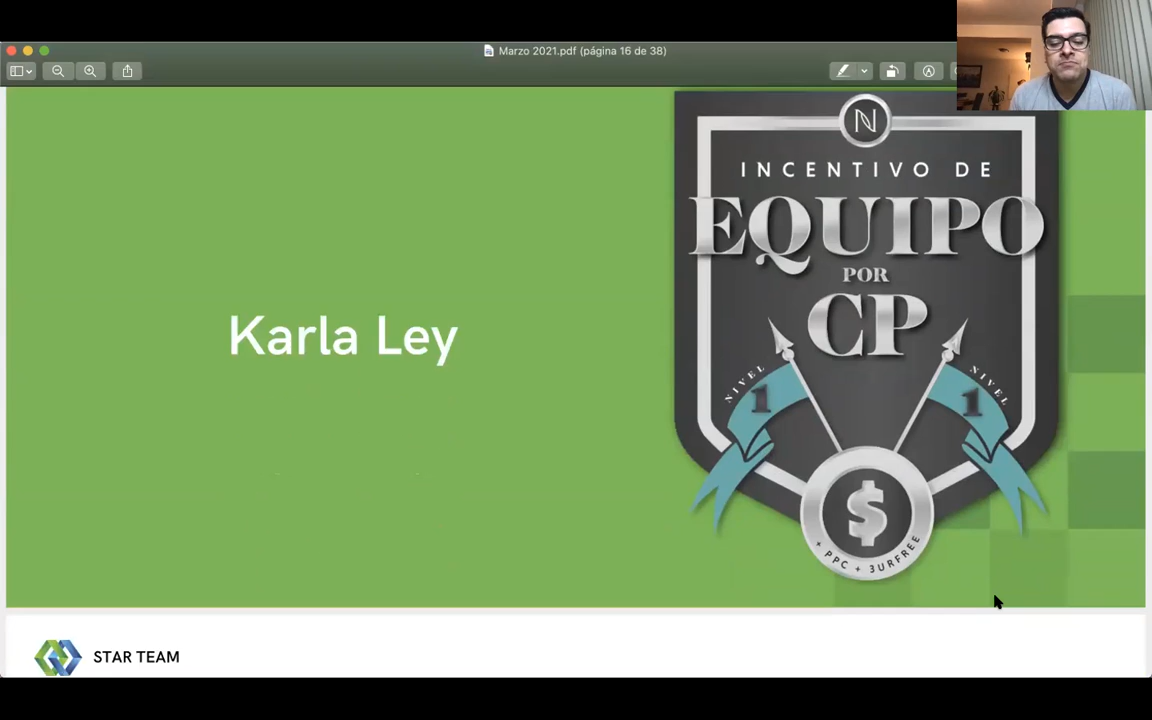 Marzo 2021.pdf (página 16 de 38)
N
INCENTIVO DE
EQUIPO
POR
CP
NIVEL
1
NIVEL
1
$
+ PPC + 3URFREE
Karla Ley
STAR TEAM